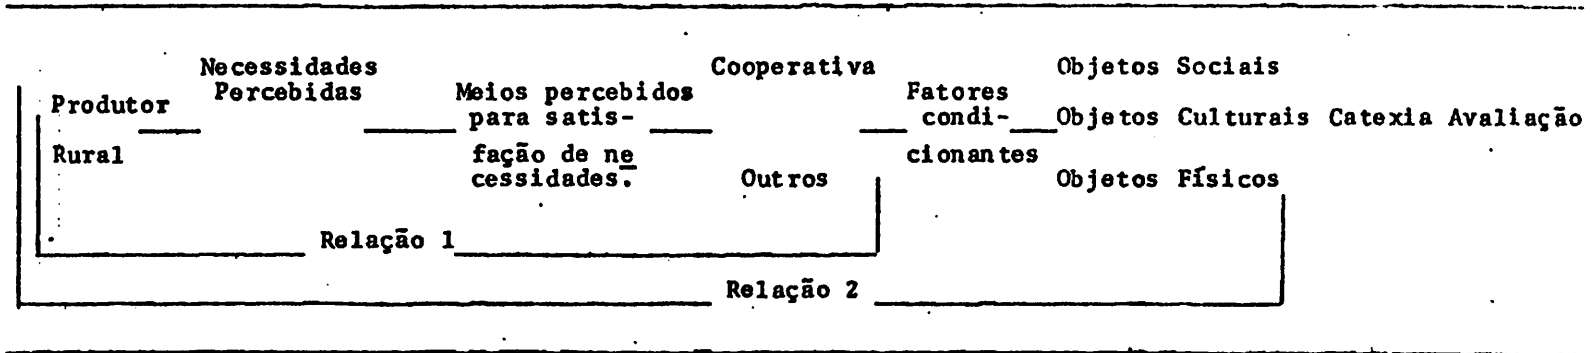 Necessidades Cooperativa Objetos Sociais
Percebidas Meios percebidos Fatores
Produtor para satis- condi- Objetos Culturais Catexia Avaliação
Rural fação de ne cionantes
cessidades. Outros Objetos Físicos
Relação 1
Relação 2